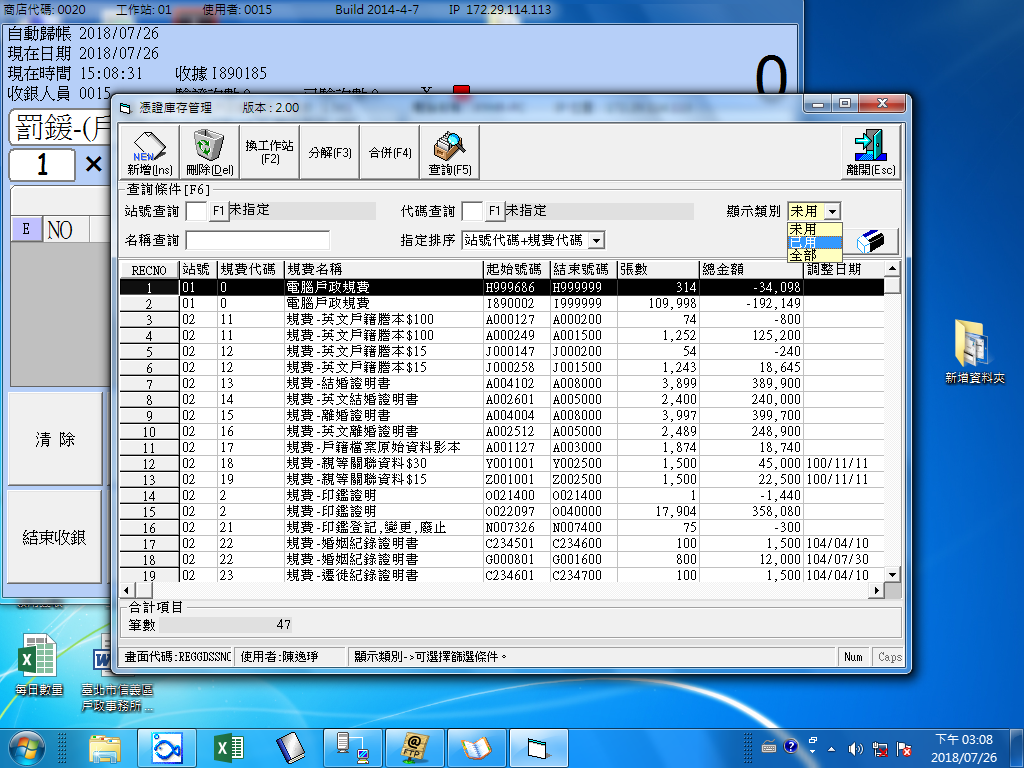 商店代碼: 0020 工作站: 01 使用者: 0015 Build 2014-4-7 IP 172.29.114.113
自動歸帳 2018/07/26
現在日期 2018/07/26
現在時間 15:08:31 收據 I890185
收銀人員 0015
0
罰鍰-(戶
1 ×
E NO
清 除
結束收銀
憑證庫存管理 版本 : 2.00
NEW
新增(Ins) 刪除(Del) 換工作站(F2) 分解(F3) 合併(F4) 查詢(F5) 離開(Esc)
查詢條件[F6]
站號查詢 F1 未指定 代碼查詢 F1 未指定 顯示類別 未用
未用
已用
全部
名稱查詢 指定排序 站號代碼+規費代碼
RECNO 站號 規費代碼 規費名稱 起始號碼 結束號碼 張數 總金額 調整日期
1 01 0 電腦戶政規費 H999686 H999999 314 -34,098
2 01 0 電腦戶政規費 I890002 I999999 109,998 -192,149
3 02 11 規費-英文戶籍謄本$100 A000127 A000200 74 -800
4 02 11 規費-英文戶籍謄本$100 A000249 A001500 1,252 125,200
5 02 12 規費-英文戶籍謄本$15 J000147 J000200 54 -240
6 02 12 規費-英文戶籍謄本$15 J000258 J001500 1,243 18,645
7 02 13 規費-結婚證明書 A004102 A008000 3,899 389,900
8 02 14 規費-英文結婚證明書 A002601 A005000 2,400 240,000
9 02 15 規費-離婚證明書 A004004 A008000 3,997 399,700
10 02 16 規費-英文離婚證明書 A002512 A005000 2,489 248,900
11 02 17 規費-戶籍檔案原始資料影本 A001127 A003000 1,874 18,740
12 02 18 規費-親等關聯資料$30 Y001001 Y002500 1,500 45,000 100/11/11
13 02 19 規費-親等關聯資料$15 Z001001 Z002500 1,500 22,500 100/11/11
14 02 2 規費-印鑑證明 O021400 O021400 1 -1,440
15 02 2 規費-印鑑證明 O022097 O040000 17,904 358,080
16 02 21 規費-印鑑登記,變更,廢止 N007326 N007400 75 -300
17 02 22 規費-婚姻紀錄證明書 C234501 C234600 100 1,500 104/04/10
18 02 22 規費-婚姻紀錄證明書 G000801 G001600 800 12,000 104/07/30
19 02 23 規費-遷徙紀錄證明書 C234601 C234700 100 1,500 104/04/10
合計項目
筆數 47
畫面代碼:REGGDSSNO 使用者:陳逸琤 顯示類別->可選擇篩選條件。 Num Caps
新增資料夾
每日數量
臺北市信義區戶政事務所...
FTP
下午 03:08
2018/07/26